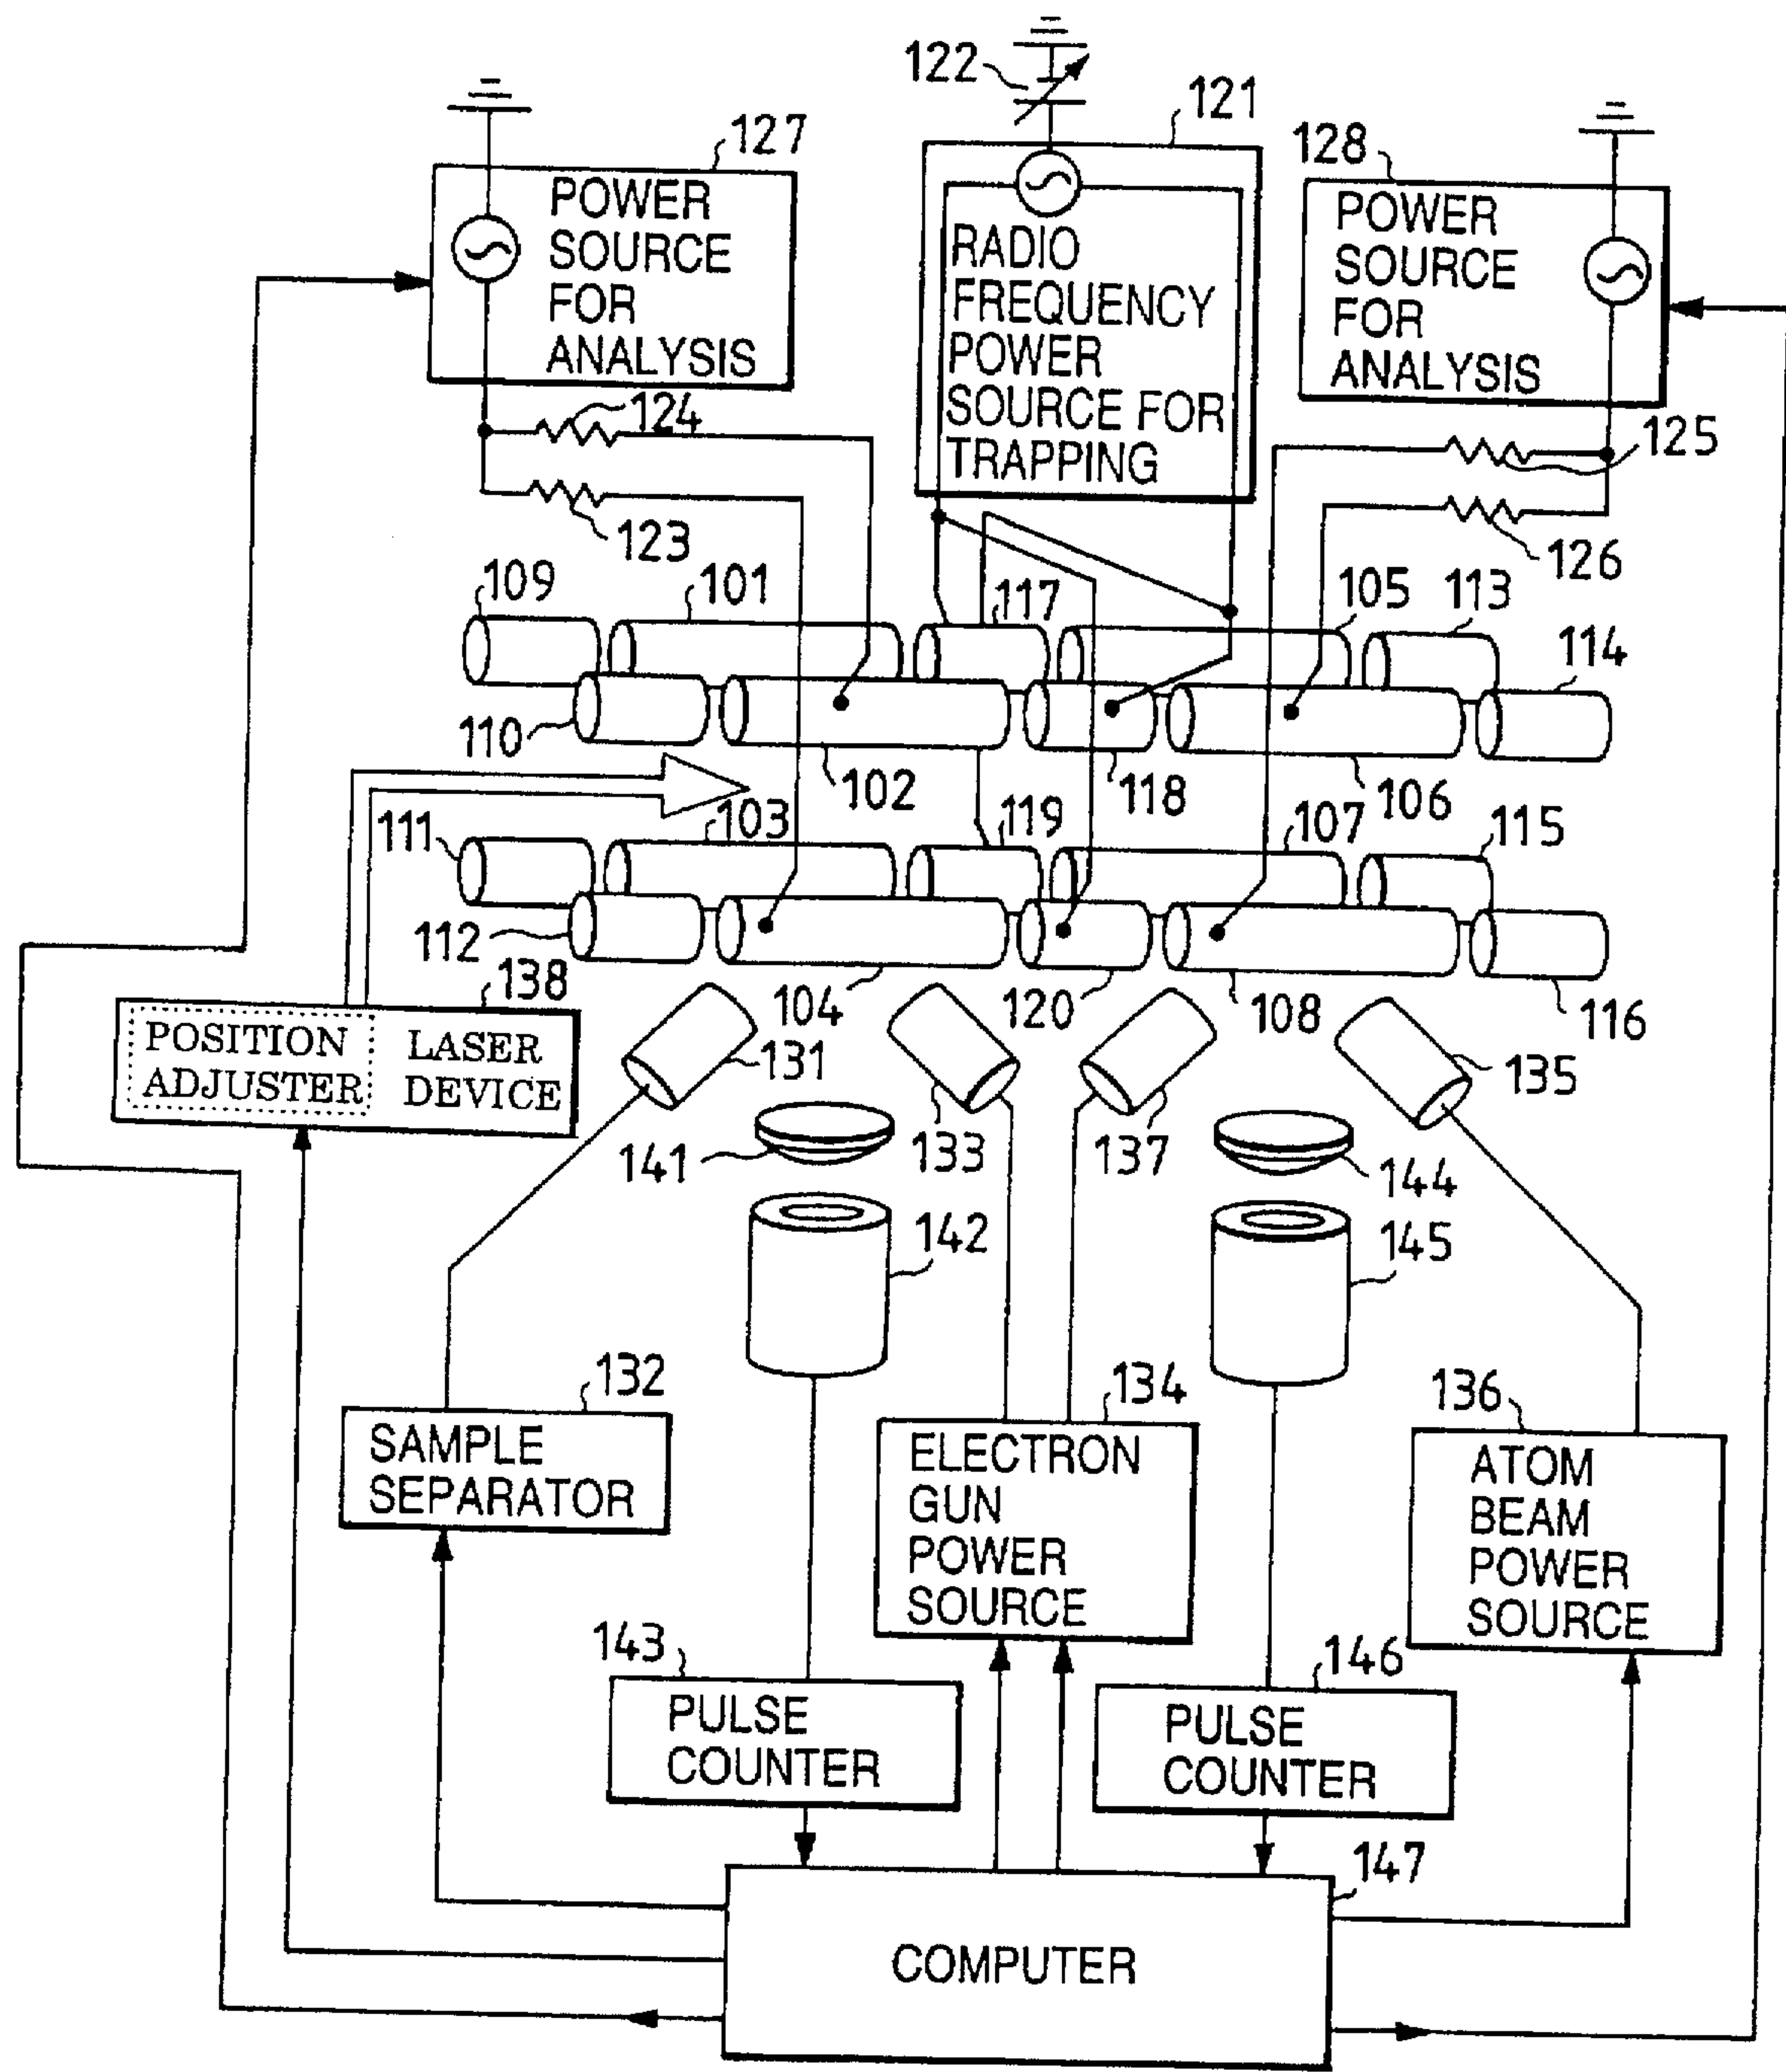 122
121
127
128
POWER
SOURCE
FOR
ANALYSIS
RADIO
FREQUENCY
POWER
SOURCE FOR
TRAPPING
POWER
SOURCE
FOR
ANALYSIS
124
125
123
126
109
101
117
105
113
114
110
102
118
106
111
103
119
107
115
112
104
120
108
116
138
POSITION
ADJUSTER
LASER
DEVICE
131
133
137
135
141
144
142
145
132
134
136
SAMPLE
SEPARATOR
ELECTRON
GUN
POWER
SOURCE
ATOM
BEAM
POWER
SOURCE
143
146
PULSE
COUNTER
PULSE
COUNTER
147
COMPUTER